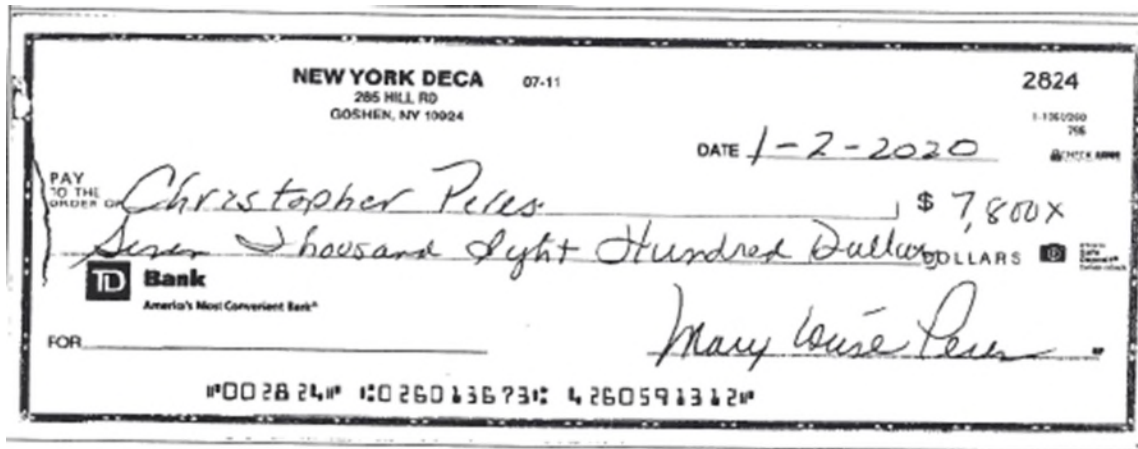 NEW YORK DECA 07-11 2824
285 HILL RD
GOSHEN, NY 10924
DATE 1-2-2020
PAY TO THE ORDER OF Christopher Peres $ 7,800X
Seven Thousand Eight Hundred Dollars DOLLARS
TD Bank
America's Most Convenient Bank®
FOR Mary Louise Peres
⑈002824⑈ ⑆026013673⑆ 4260591312⑈